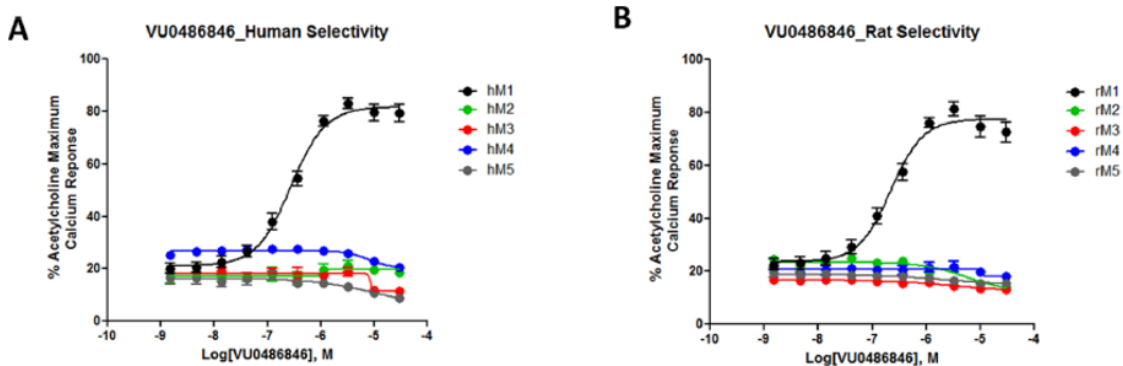 A
VU0486846_Human Selectivity
% Acetylcholine Maximum
Calcium Reponse
100
80
60
40
20
0
-10
-9
-8
-7
-6
-5
-4
Log[VU0486846], M
hM1
hM2
hM3
hM4
hM5
B
VU0486846_Rat Selectivity
% Acetylcholine Maximum
Calcium Reponse
100
80
60
40
20
0
-10
-9
-8
-7
-6
-5
-4
Log[VU0486846], M
rM1
rM2
rM3
rM4
rM5